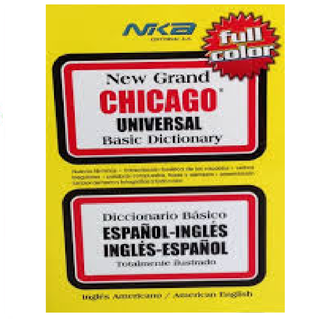 NKA
EDITORIAL S.A.
full
color
New Grand
CHICAGO®
UNIVERSAL
Basic Dictionary
Diccionario Básico
ESPAÑOL-INGLÉS
INGLÉS-ESPAÑOL
Totalmente ilustrado
Inglés Americano / American English